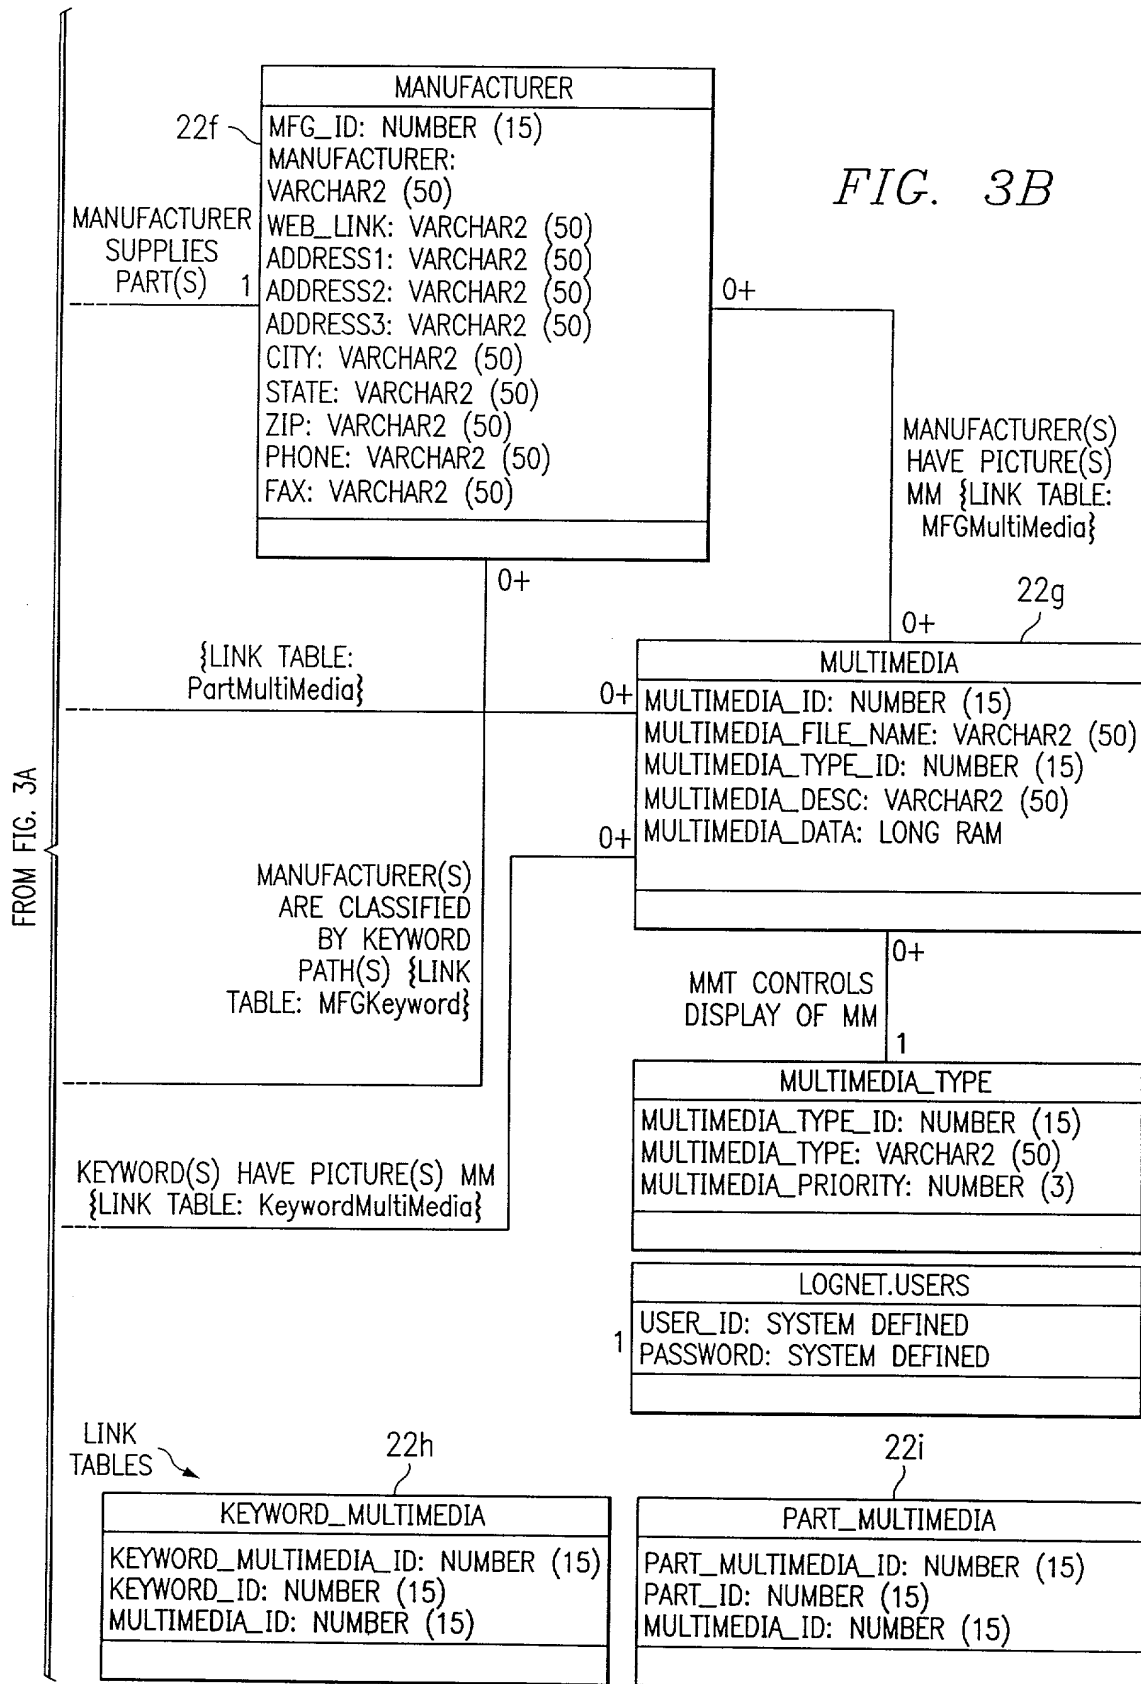 MANUFACTURER
22f
MFG_ID: NUMBER (15)
MANUFACTURER:
VARCHAR2 (50)
WEB_LINK: VARCHAR2 (50)
ADDRESS1: VARCHAR2 (50)
ADDRESS2: VARCHAR2 (50)
ADDRESS3: VARCHAR2 (50)
CITY: VARCHAR2 (50)
STATE: VARCHAR2 (50)
ZIP: VARCHAR2 (50)
PHONE: VARCHAR2 (50)
FAX: VARCHAR2 (50)
FIG. 3B
MANUFACTURER
SUPPLIES
PART(S)
1
0+
MANUFACTURER(S)
HAVE PICTURE(S)
MM {LINK TABLE:
MFGMultiMedia}
0+
0+
22g
{LINK TABLE:
PartMultiMedia}
0+
MULTIMEDIA
MULTIMEDIA_ID: NUMBER (15)
MULTIMEDIA_FILE_NAME: VARCHAR2 (50)
MULTIMEDIA_TYPE_ID: NUMBER (15)
MULTIMEDIA_DESC: VARCHAR2 (50)
MULTIMEDIA_DATA: LONG RAM
0+
FROM FIG. 3A
MANUFACTURER(S)
ARE CLASSIFIED
BY KEYWORD
PATH(S) {LINK
TABLE: MFGKeyword}
0+
MMT CONTROLS
DISPLAY OF MM
1
MULTIMEDIA_TYPE
MULTIMEDIA_TYPE_ID: NUMBER (15)
MULTIMEDIA_TYPE: VARCHAR2 (50)
MULTIMEDIA_PRIORITY: NUMBER (3)
KEYWORD(S) HAVE PICTURE(S) MM
{LINK TABLE: KeywordMultiMedia}
LOGNET.USERS
1
USER_ID: SYSTEM DEFINED
PASSWORD: SYSTEM DEFINED
LINK
TABLES
22h
KEYWORD_MULTIMEDIA
KEYWORD_MULTIMEDIA_ID: NUMBER (15)
KEYWORD_ID: NUMBER (15)
MULTIMEDIA_ID: NUMBER (15)
22i
PART_MULTIMEDIA
PART_MULTIMEDIA_ID: NUMBER (15)
PART_ID: NUMBER (15)
MULTIMEDIA_ID: NUMBER (15)